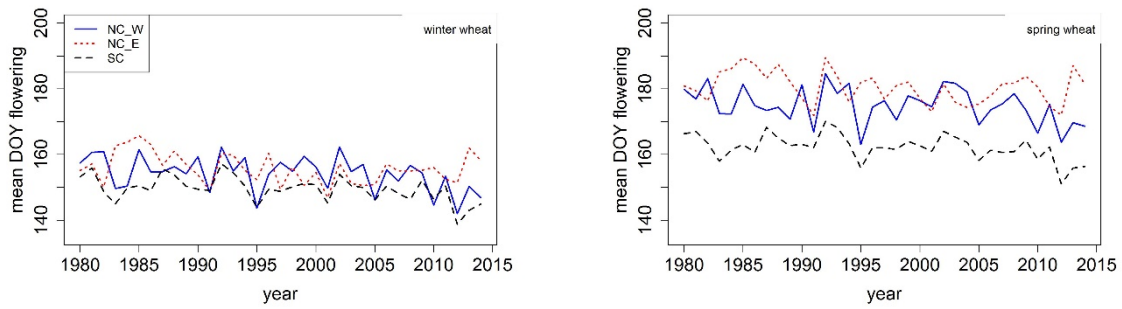 mean DOY flowering
200
180
160
140
NC_W
NC_E
SC
winter wheat
1980 1985 1990 1995 2000 2005 2010 2015
year
mean DOY flowering
200
180
160
140
spring wheat
1980 1985 1990 1995 2000 2005 2010 2015
year